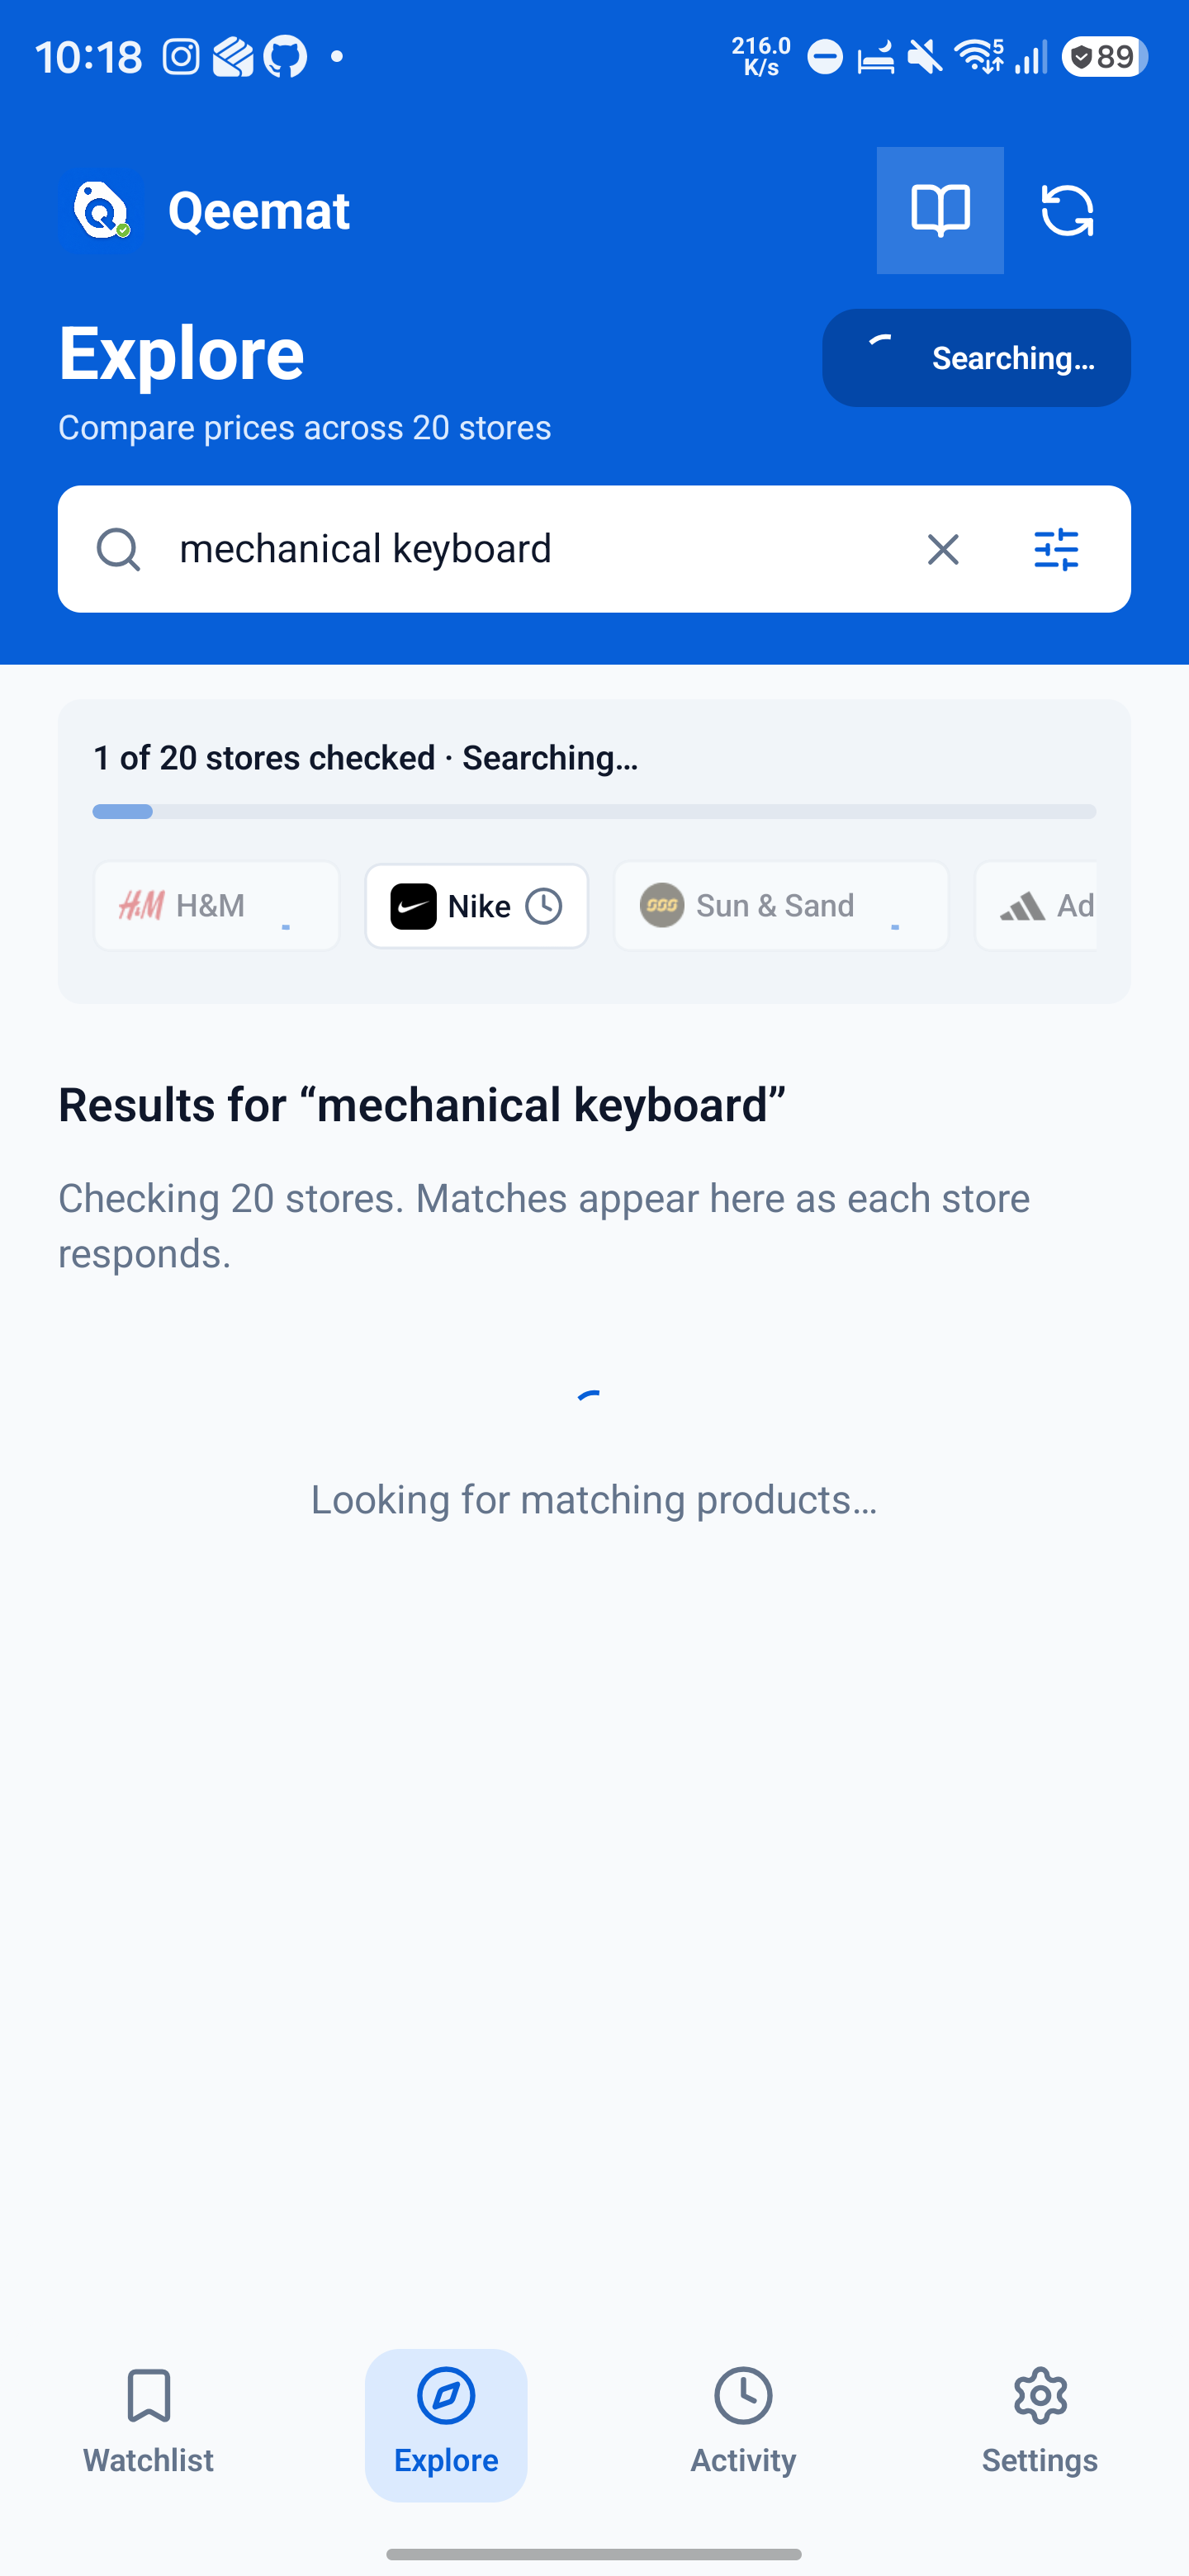 10:18
216.0
K/s
5
89
Qeemat
Explore
Searching...
Compare prices across 20 stores
mechanical keyboard
1 of 20 stores checked · Searching...
H&M H&M
Nike
SSS Sun & Sand
Ad
Results for “mechanical keyboard”
Checking 20 stores. Matches appear here as each store
responds.
Looking for matching products...
Watchlist
Explore
Activity
Settings